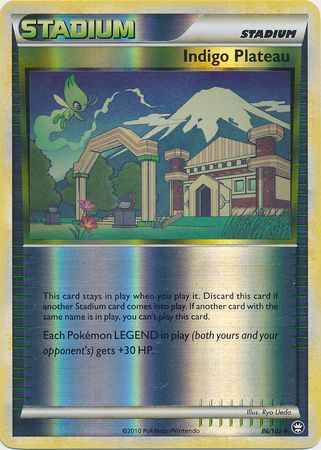 STADIUM
STADIUM
Indigo Plateau
This card stays in play when you play it. Discard this card if
another Stadium card comes into play. If another card with the
same name is in play, you can't play this card.
Each Pokémon LEGEND in play (both yours and your
opponent's) gets +30 HP.
Illus. Ryo Ueda
©2010 Pokémon/Nintendo
86/102 ◆